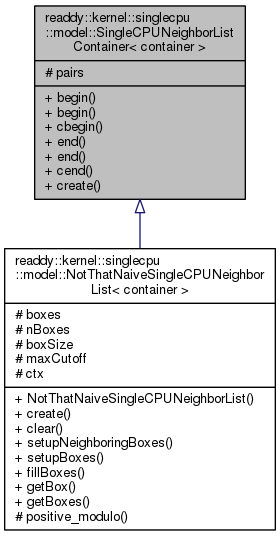 readdy::kernel::singlecpu
::model::SingleCPUNeighborList
Container< container >
# pairs
+ begin()
+ begin()
+ cbegin()
+ end()
+ end()
+ cend()
+ create()
readdy::kernel::singlecpu
::model::NotThatNaiveSingleCPUNeighbor
List< container >
# boxes
# nBoxes
# boxSize
# maxCutoff
# ctx
+ NotThatNaiveSingleCPUNeighborList()
+ create()
+ clear()
+ setupNeighboringBoxes()
+ setupBoxes()
+ fillBoxes()
+ getBox()
+ getBoxes()
# positive_modulo()